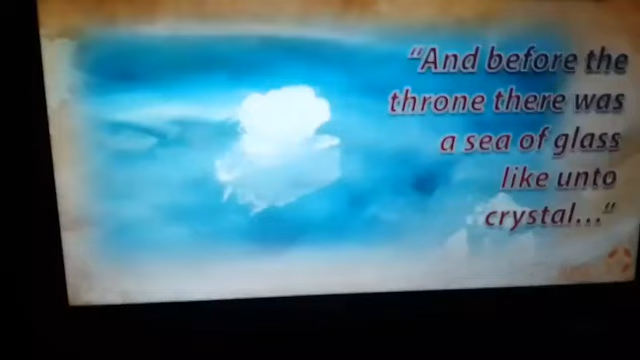 “And before the
throne there was
a sea of glass
like unto
crystal...”